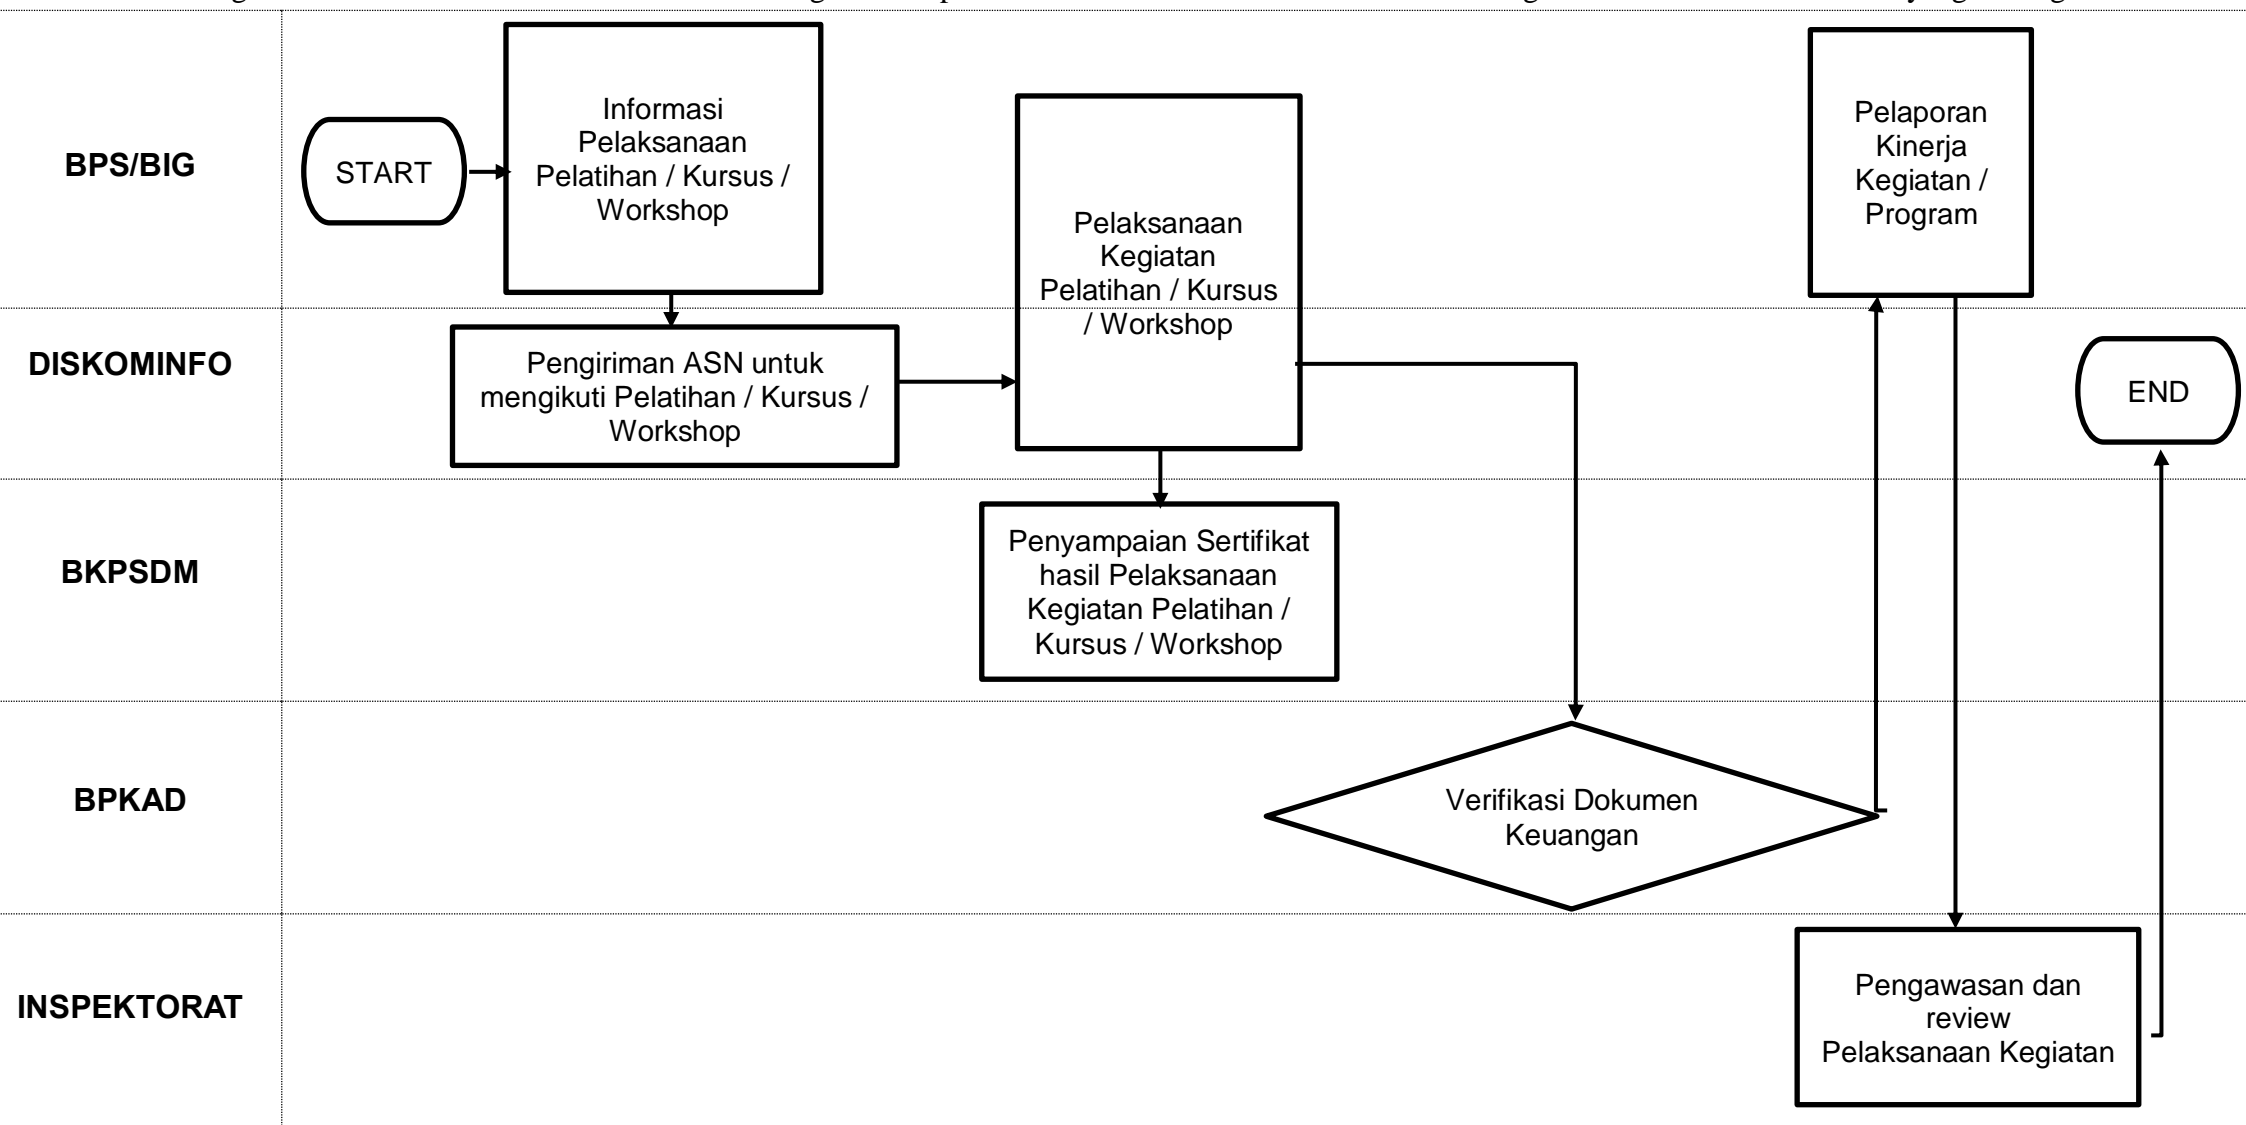 BPS/BIG
START
Informasi
Pelaksanaan
Pelatihan / Kursus /
Workshop
Pelaksanaan
Kegiatan
Pelatihan / Kursus
/ Workshop
Pelaporan
Kinerja
Kegiatan /
Program
DISKOMINFO
Pengiriman ASN untuk
mengikuti Pelatihan / Kursus /
Workshop
END
BKPSDM
Penyampaian Sertifikat
hasil Pelaksanaan
Kegiatan Pelatihan /
Kursus / Workshop
BPKAD
Verifikasi Dokumen
Keuangan
INSPEKTORAT
Pengawasan dan
review
Pelaksanaan Kegiatan